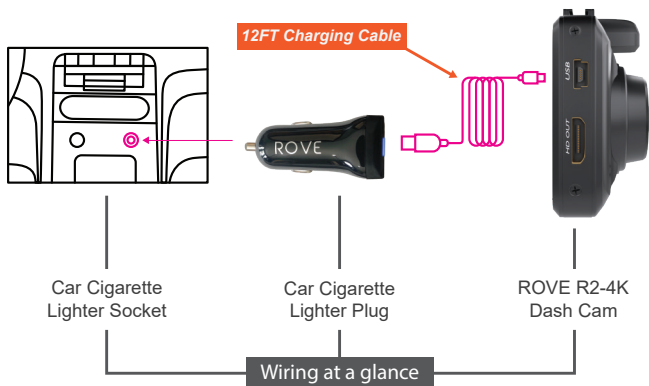 12FT Charging Cable
USB
HD OUT
ROVE
Car Cigarette
Lighter Socket
Car Cigarette
Lighter Plug
ROVE R2-4K
Dash Cam
Wiring at a glance